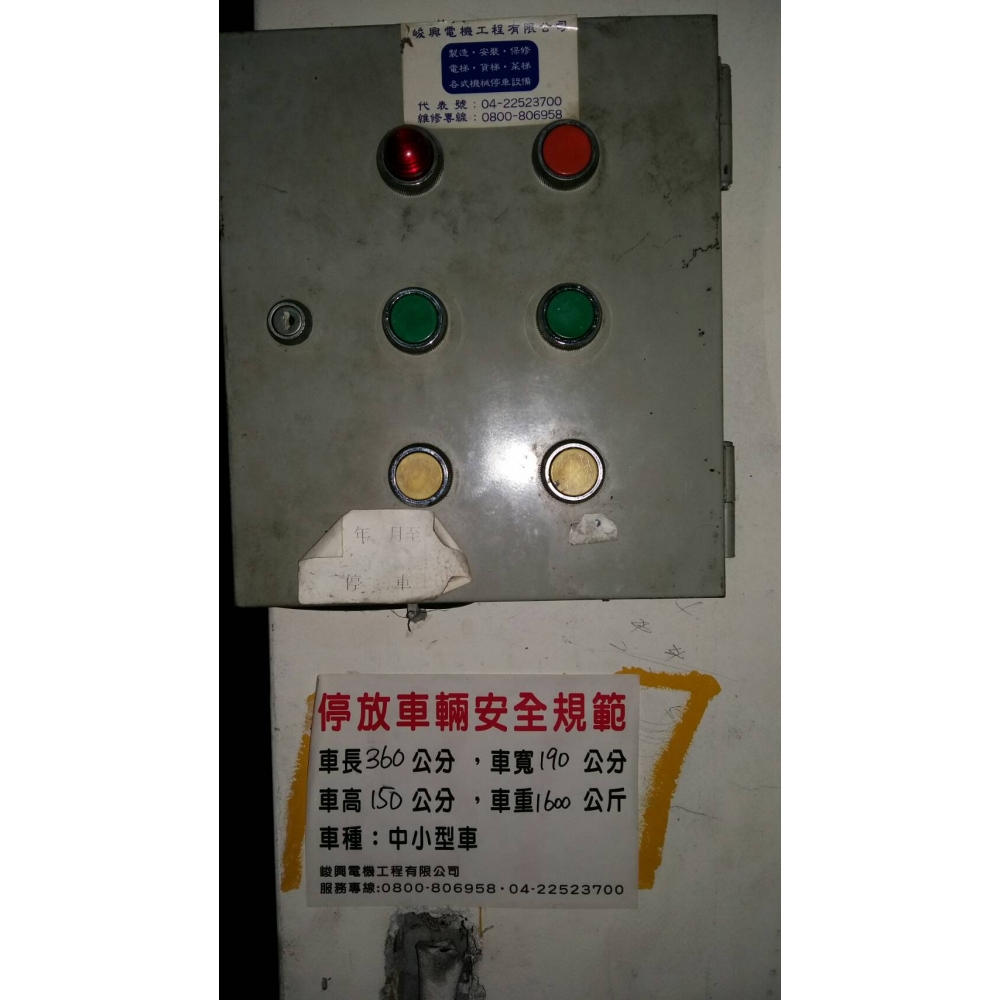 峻興電機工程有限公司
製造・安裝・保修
電梯・貨梯・菜梯
各式機械停車設備
代表號：04-22523700
維修專線：0800-806958
年 月至
停 車
停放車輛安全規範
車長360公分，車寬190公分
車高150公分，車重1600公斤
車種：中小型車
峻興電機工程有限公司
服務專線:0800-806958・04-22523700